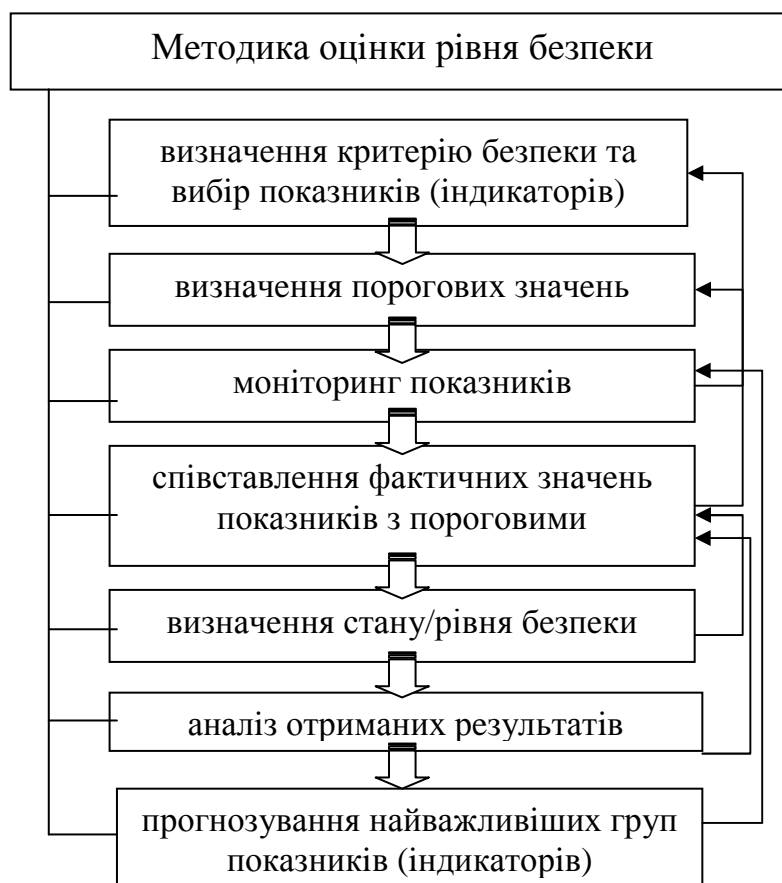 Методика оцінки рівня безпеки
визначення критерію безпеки та
вибір показників (індикаторів)
визначення порогових значень
моніторинг показників
співставлення фактичних значень
показників з пороговими
визначення стану/рівня безпеки
аналіз отриманих результатів
прогнозування найважливіших груп
показників (індикаторів)